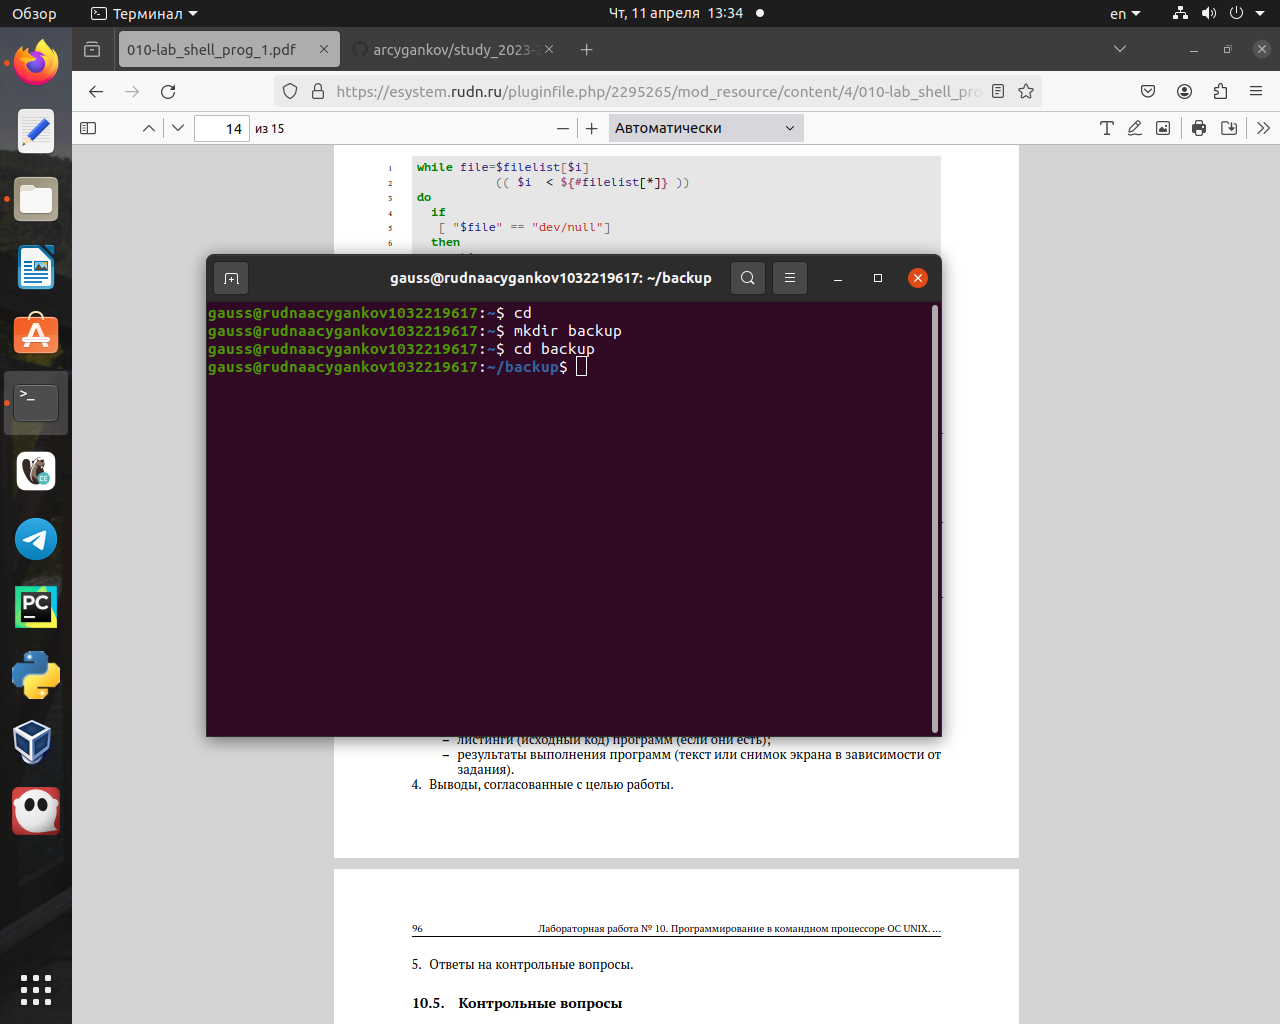 Обзор
Терминал
Чт, 11 апреля 13:34
en
010-lab_shell_prog_1.pdf
arcygankov/study_2023-2
https://esystem.rudn.ru/pluginfile.php/2295265/mod_resource/content/4/010-lab_shell_pro
14
из 15
Автоматически
1 while file=$filelist[$i]
2 (( $i < ${#filelist[*]} ))
3 do
4 if
5 [ "$file" == "dev/null"]
6 then
gauss@rudnaacygankov1032219617: ~/backup
gauss@rudnaacygankov1032219617:~$ cd
gauss@rudnaacygankov1032219617:~$ mkdir backup
gauss@rudnaacygankov1032219617:~$ cd backup
gauss@rudnaacygankov1032219617:~/backup$
>_
CE
PC
– листинги (исходный код) программ (если они есть);
– результаты выполнения программ (текст или снимок экрана в зависимости от
задания).
4. Выводы, согласованные с целью работы.
96
Лабораторная работа № 10. Программирование в командном процессоре ОС UNIX. ...
5. Ответы на контрольные вопросы.
10.5. Контрольные вопросы